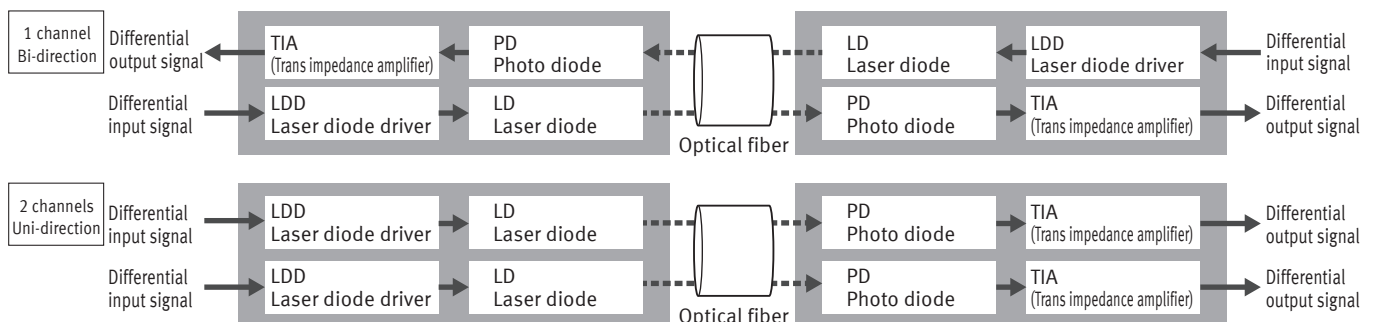 1 channel
Bi-direction
Differential
output signal
TIA
(Trans impedance amplifier)
PD
Photo diode
LD
Laser diode
LDD
Laser diode driver
Differential
input signal
Differential
input signal
LDD
Laser diode driver
LD
Laser diode
PD
Photo diode
TIA
(Trans impedance amplifier)
Differential
output signal
Optical fiber
2 channels
Uni-direction
Differential
input signal
LDD
Laser diode driver
LD
Laser diode
PD
Photo diode
TIA
(Trans impedance amplifier)
Differential
output signal
Differential
input signal
LDD
Laser diode driver
LD
Laser diode
PD
Photo diode
TIA
(Trans impedance amplifier)
Differential
output signal
Optical fiber